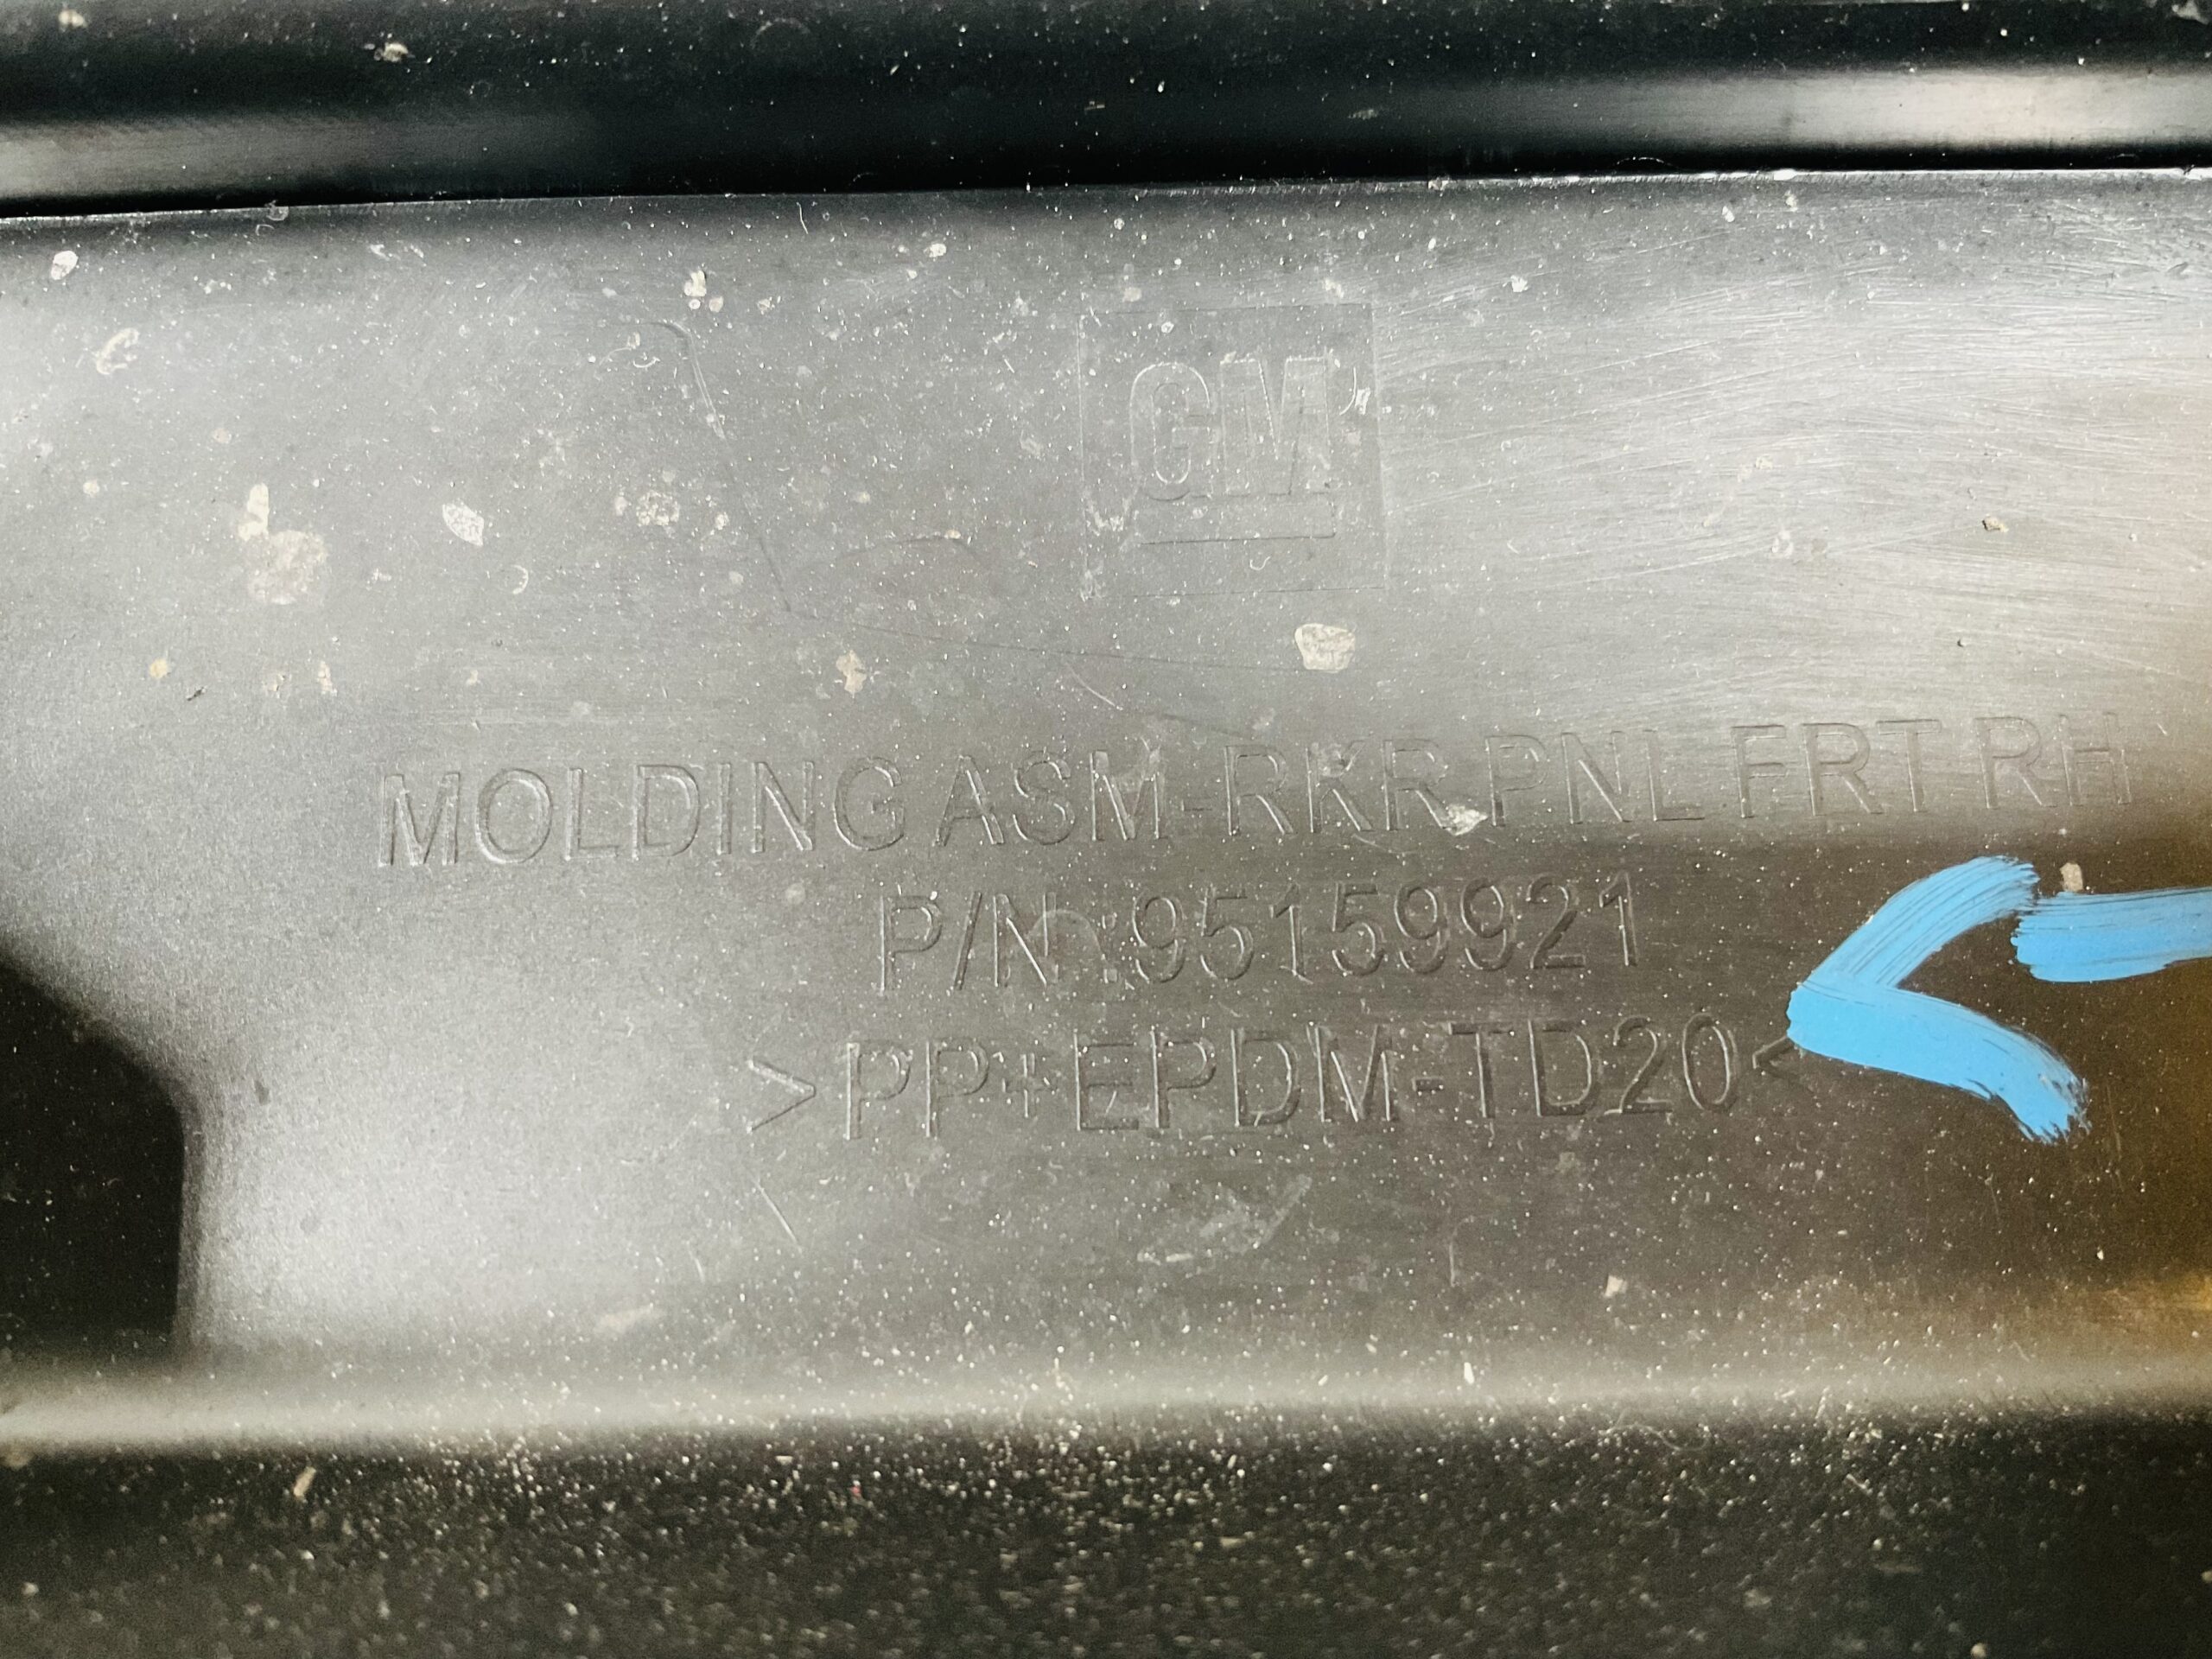 GM
MOLDING ASM-RKR PNL FRT RH
P/N :95159921
>PP+EPDM-TD20<